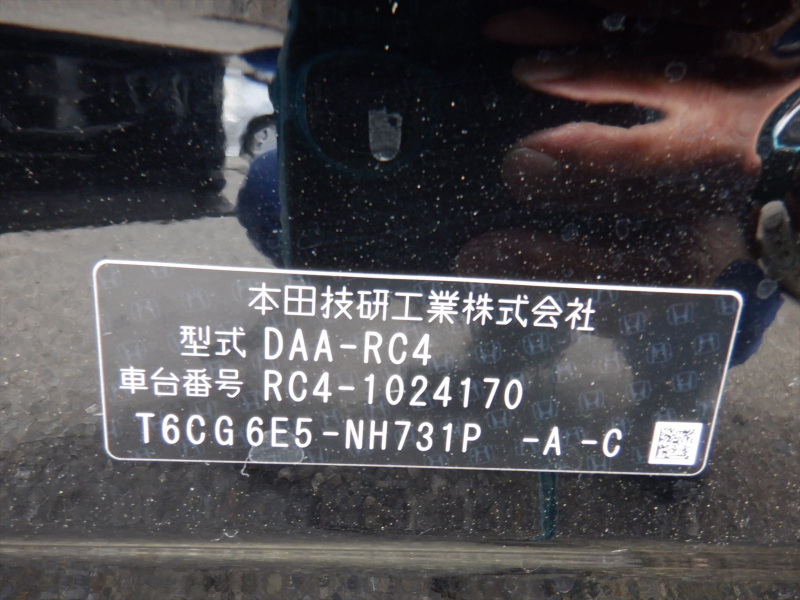 本田技研工業株式会社
型式 DAA-RC4
車台番号 RC4-1024170
T6CG6E5-NH731P -A -C